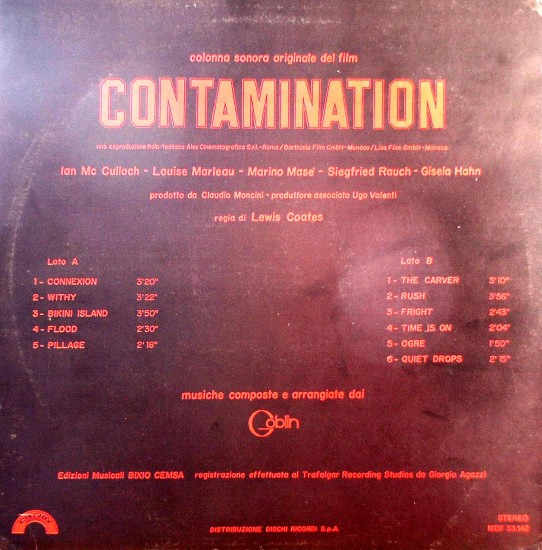 colonna sonora originale del film
CONTAMINATION
una coproduzione Italo-Tedesca Alex Cinematografica S.r.l.-Roma/Barthonia Film GmbH-Monaco/Lisa Film GmbH-Monaco
Ian Mc Culloch - Louise Marleau - Marino Masé - Siegfried Rauch - Gisela Hahn
prodotto da Claudio Mancini - produttore associato Ugo Valenti
regia di Lewis Coates
Lato A
1 - CONNEXION 3'20"
2 - WITHY 3'22"
3 - BIKINI ISLAND 3'50"
4 - FLOOD 2'30"
5 - PILLAGE 2'18"
Lato B
1 - THE CARVER 3'10"
2 - RUSH 3'56"
3 - FRIGHT 2'43"
4 - TIME IS ON 2'04"
5 - OGRE 1'50"
6 - QUIET DROPS 2'15"
musiche composte e arrangiate dai
Goblin
Edizioni Musicali BIXIO CEMSA registrazione effettuata al Trafalgar Recording Studios da Giorgio Agazzi
STEREO
MDF 33.142
DISTRIBUZIONE DISCHI RICORDI S.p.A.